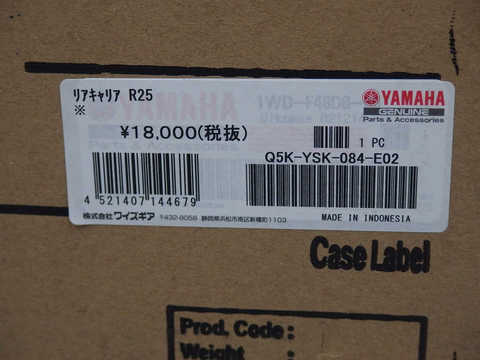 リアキャリア R25
※
YAMAHA
GENUINE
Parts & Accessories
¥18,000(税抜)
1 PC
Q5K-YSK-084-E02
4 521407 144679
MADE IN INDONESIA
株式会社ワイズギア 〒432-8058 静岡県浜松市南区新橋町1103
Case Label
Prod. Code :
Weight :